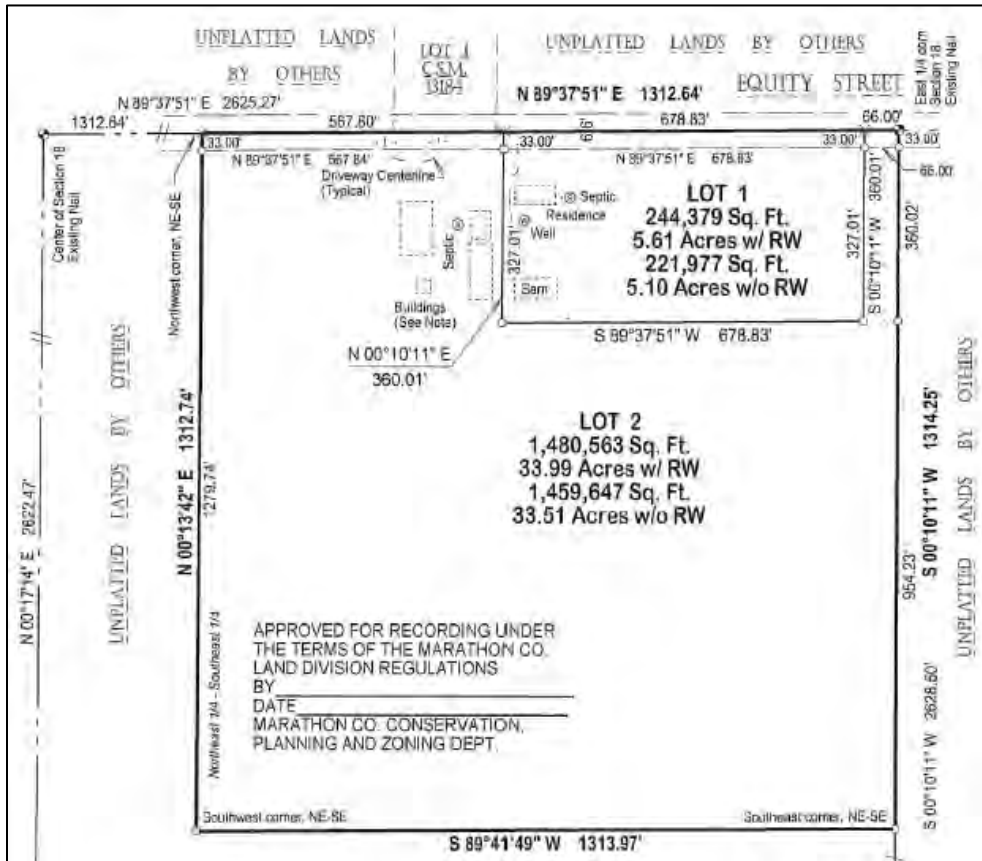 UNPLATTED LANDS
BY OTHERS
LOT 1
C.S.M.
13184
UNPLATTED LANDS BY OTHERS
EQUITY STREET
East 1/4 corn
Section 18.
Existing Nail
N 89°37'51" E 2625.27'
N 89°37'51" E 1312.64'
1312.64'
567.80'
678.83'
66.00'
33.00'
33.00'
33.00'
33.00'
N 89°37'51" E 567.84'
N 89°37'51" E 678.83'
66.00'
Driveway Centerline
(Typical)
Center of Section 18
Existing Nail
Northwest corner, NE-SE
Septic
Residence
Well
Septic
Barn
Buildings
(See Note)
327.01'
LOT 1
244,379 Sq. Ft.
5.61 Acres w/ RW
221,977 Sq. Ft.
5.10 Acres w/o RW
327.01'
S 00°10'11" W 360.01'
360.02'
S 89°37'51" W 678.83'
N 00°10'11" E
360.01'
UNPLATTED LANDS BY OTHERS
N 00°17'14" E 2622.47'
N 00°13'42" E 1312.74'
1279.74'
LOT 2
1,480,563 Sq. Ft.
33.99 Acres w/ RW
1,459,647 Sq. Ft.
33.51 Acres w/o RW
S 00°10'11" W 1314.25'
954.23'
UNPLATTED LANDS BY OTHERS
S 00°10'11" W 2628.60'
Northeast 1/4 - Southeast 1/4
APPROVED FOR RECORDING UNDER
THE TERMS OF THE MARATHON CO.
LAND DIVISION REGULATIONS
BY
DATE
MARATHON CO. CONSERVATION,
PLANNING AND ZONING DEPT.
Southwest corner, NE-SE
Southeast corner, NE-SE
S 89°41'49" W 1313.97'